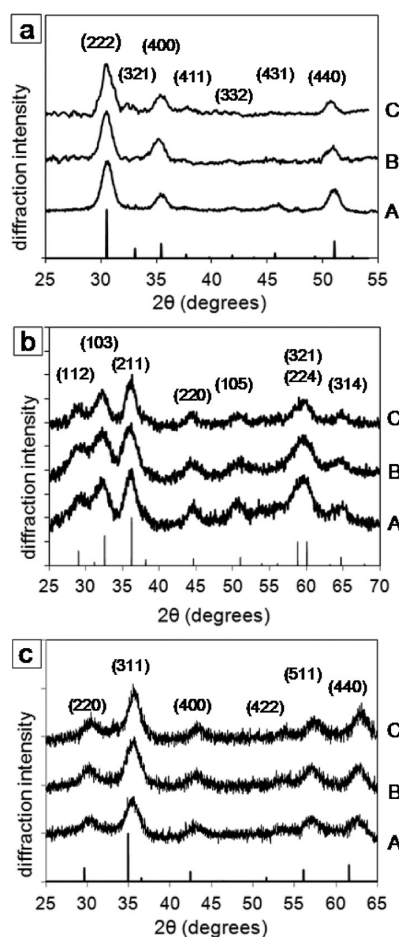 a
(222)
(400)
(321)
(411)
(332)
(431)
(440)
C
B
A
diffraction intensity
25 30 35 40 45 50 55
2θ (degrees)
b
(103)
(112)
(211)
(220)
(105)
(321)
(224)
(314)
C
B
A
diffraction intensity
25 30 35 40 45 50 55 60 65 70
2θ (degrees)
c
(311)
(220)
(400)
(422)
(511)
(440)
C
B
A
diffraction intensity
25 30 35 40 45 50 55 60 65
2θ (degrees)